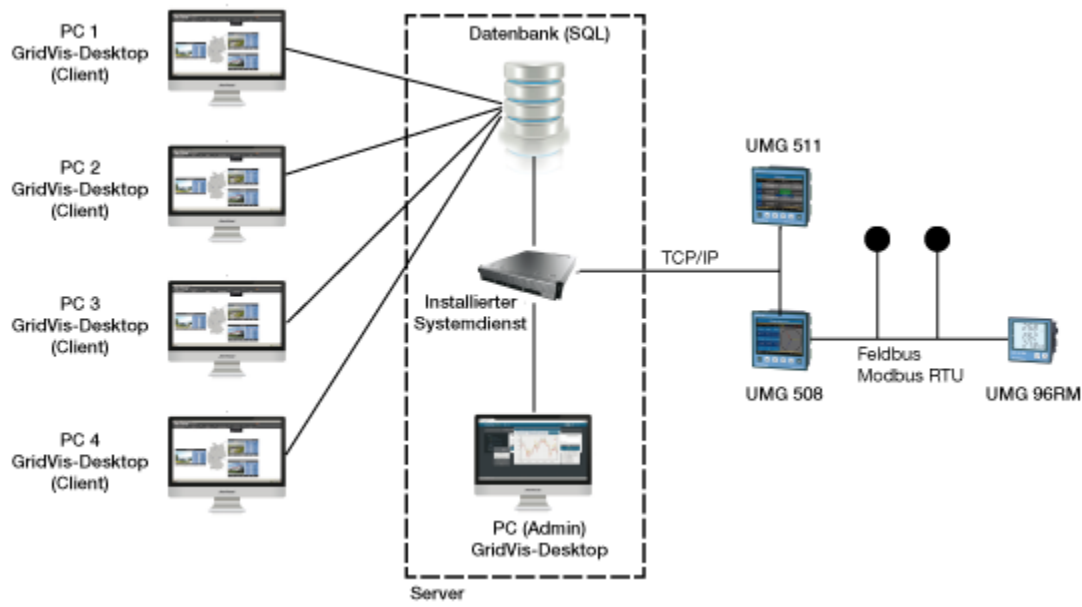 PC 1
GridVis-Desktop
(Client)
PC 2
GridVis-Desktop
(Client)
PC 3
GridVis-Desktop
(Client)
PC 4
GridVis-Desktop
(Client)
Datenbank (SQL)
Installierter
Systemdienst
PC (Admin)
GridVis-Desktop
Server
TCP/IP
UMG 511
UMG 508
Feldbus
Modbus RTU
UMG 96RM